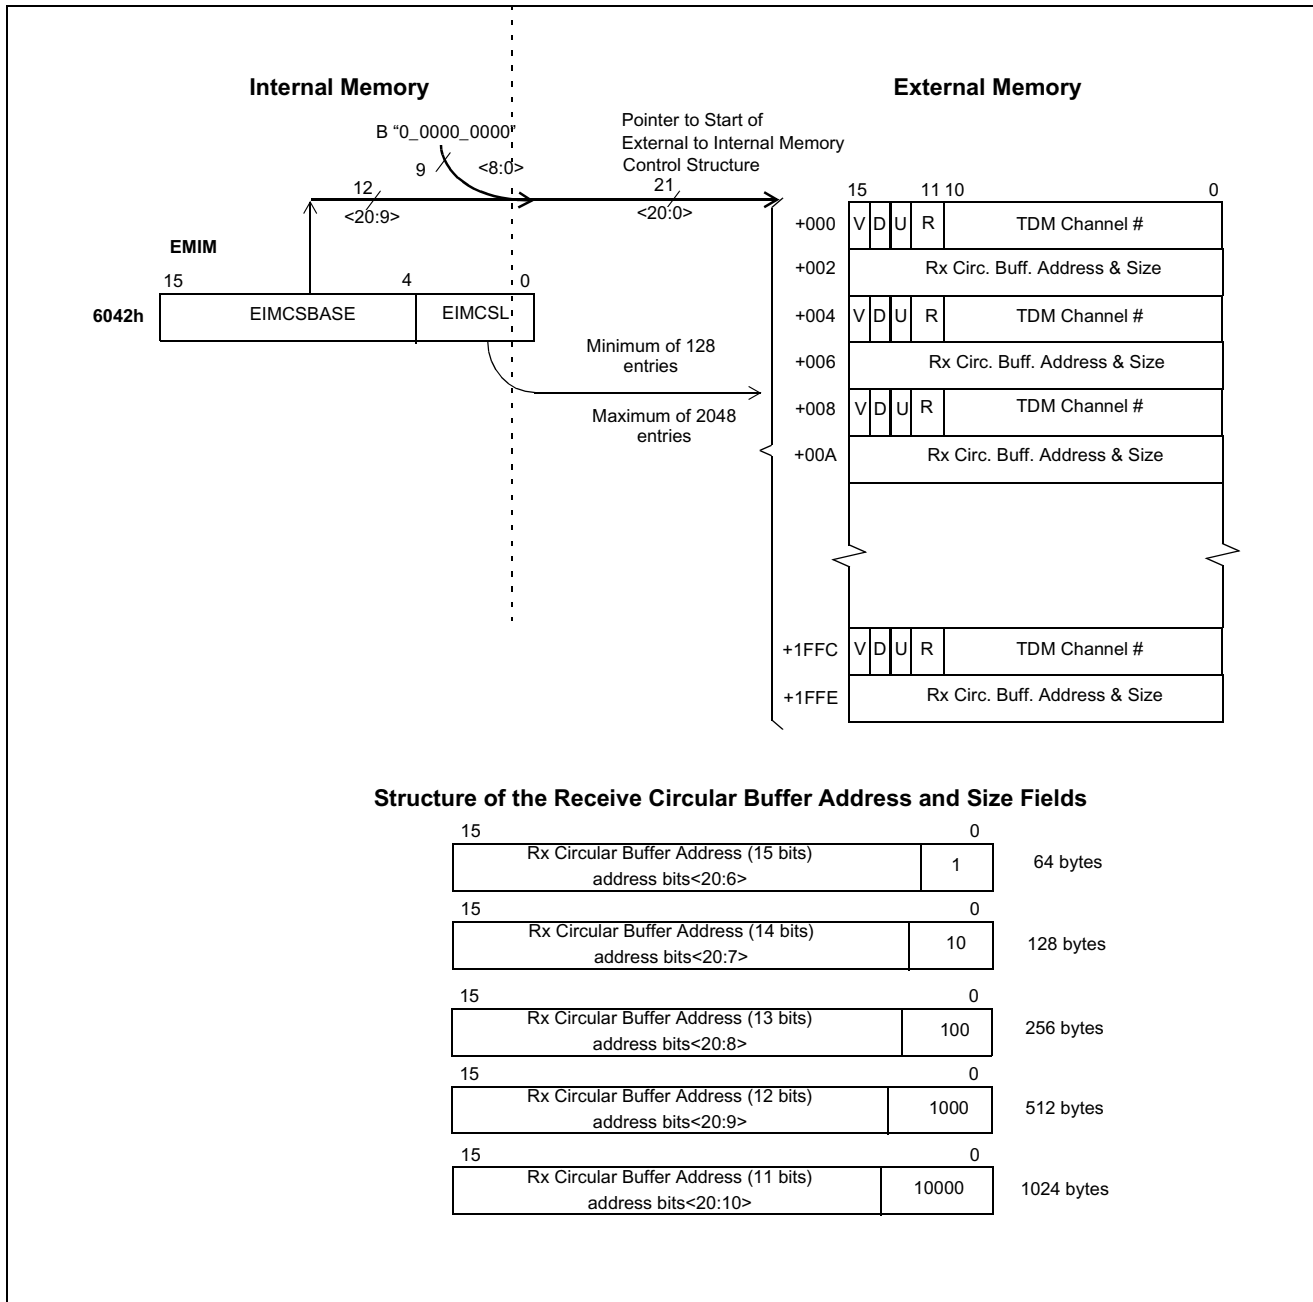 Internal Memory
External Memory
B "0_0000_0000"
9
<8:0>
Pointer to Start of
External to Internal Memory
Control Structure
12
<20:9>
21
<20:0>
EMIM
15 4 0
6042h
EIMCSBASE
EIMCSL
Minimum of 128
entries
Maximum of 2048
entries
15 11 10 0
+000 V D U R TDM Channel #
+002 Rx Circ. Buff. Address & Size
+004 V D U R TDM Channel #
+006 Rx Circ. Buff. Address & Size
+008 V D U R TDM Channel #
+00A Rx Circ. Buff. Address & Size
+1FFC V D U R TDM Channel #
+1FFE Rx Circ. Buff. Address & Size
Structure of the Receive Circular Buffer Address and Size Fields
15 0
Rx Circular Buffer Address (15 bits)
address bits<20:6>
1
64 bytes
15 0
Rx Circular Buffer Address (14 bits)
address bits<20:7>
10
128 bytes
15 0
Rx Circular Buffer Address (13 bits)
address bits<20:8>
100
256 bytes
15 0
Rx Circular Buffer Address (12 bits)
address bits<20:9>
1000
512 bytes
15 0
Rx Circular Buffer Address (11 bits)
address bits<20:10>
10000
1024 bytes